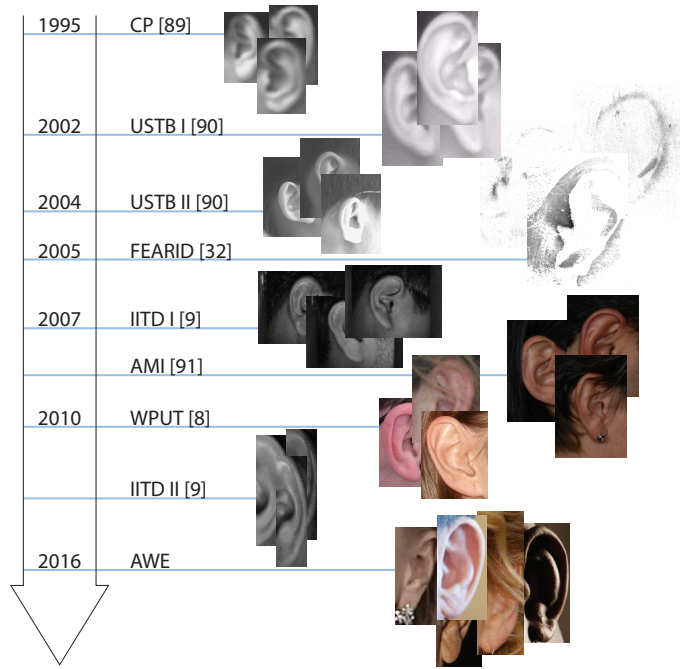 1995 CP [89]
2002 USTB I [90]
2004 USTB II [90]
2005 FEARID [32]
2007 IITD I [9]
AMI [91]
2010 WPUT [8]
IITD II [9]
2016 AWE